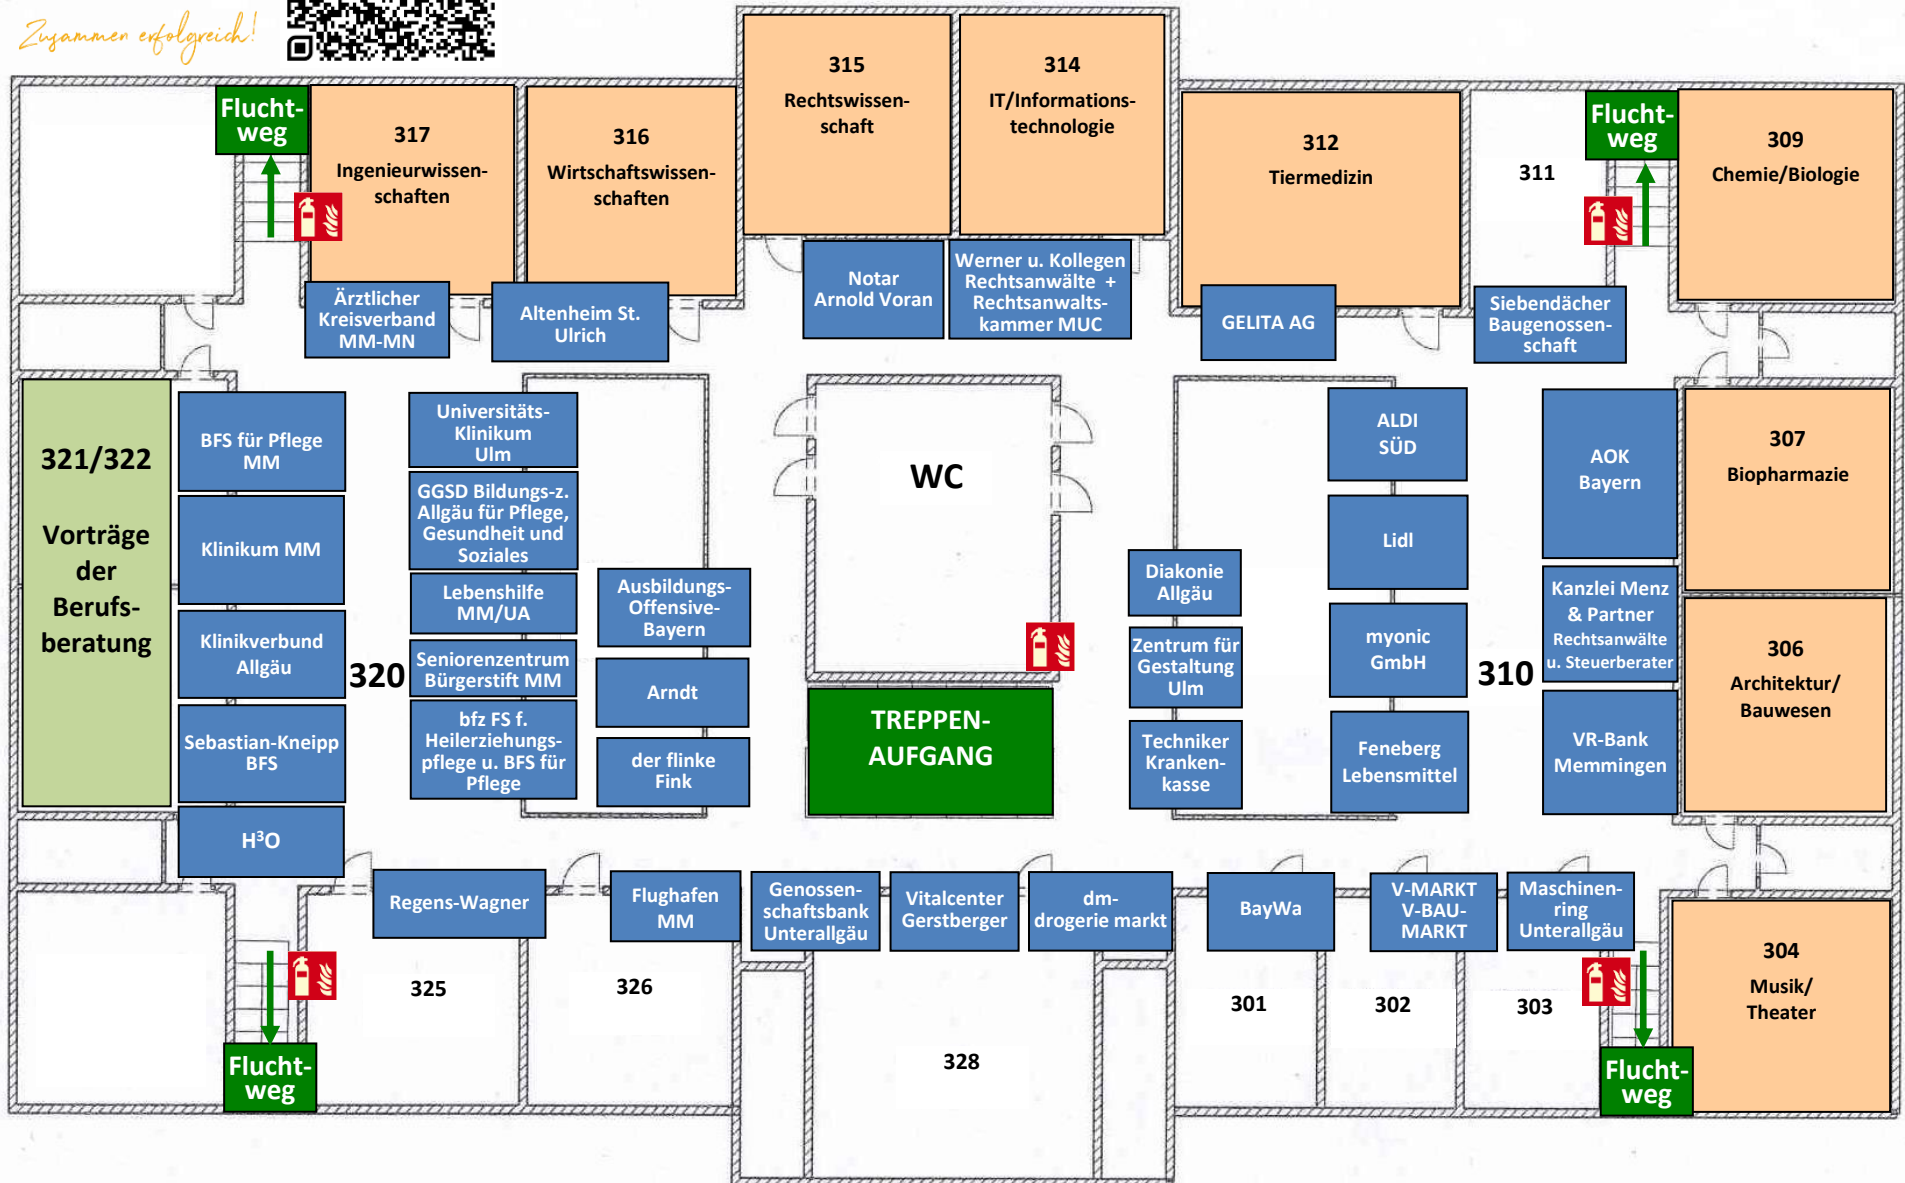 Zusammen erfolgreich!
Flucht-
weg
317
Ingenieurwissen-
schaften
316
Wirtschaftswissen-
schaften
315
Rechtswissen-
schaft
314
IT/Informations-
technologie
312
Tiermedizin
311
Flucht-
weg
309
Chemie/Biologie
Ärztlicher
Kreisverband
MM-MN
Altenheim St.
Ulrich
Notar
Arnold Voran
Werner u. Kollegen
Rechtsanwälte +
Rechtsanwalts-
kammer MUC
GELITA AG
Siebendächer
Baugenossen-
schaft
321/322
Vorträge
der
Berufs-
beratung
BFS für Pflege
MM
Klinikum MM
Klinikverbund
Allgäu
Sebastian-Kneipp
BFS
H³O
320
Universitäts-
Klinikum
Ulm
GGSD Bildungs-z.
Allgäu für Pflege,
Gesundheit und
Soziales
Lebenshilfe
MM/UA
Seniorenzentrum
Bürgerstift MM
bfz FS f.
Heilerziehungs-
pflege u. BFS für
Pflege
Ausbildungs-
Offensive-
Bayern
Arndt
der flinke
Fink
WC
TREPPEN-
AUFGANG
Diakonie
Allgäu
Zentrum für
Gestaltung
Ulm
Techniker
Kranken-
kasse
ALDI
SÜD
Lidl
myonic
GmbH
Feneberg
Lebensmittel
310
AOK
Bayern
Kanzlei Menz
& Partner
Rechtsanwälte
u. Steuerberater
VR-Bank
Memmingen
307
Biopharmazie
306
Architektur/
Bauwesen
Regens-Wagner
Flughafen
MM
Genossen-
schaftsbank
Unterallgäu
Vitalcenter
Gerstberger
dm-
drogerie markt
BayWa
V-MARKT
V-BAU-
MARKT
Maschinen-
ring
Unterallgäu
325
326
328
301
302
303
304
Musik/
Theater
Flucht-
weg
Flucht-
weg